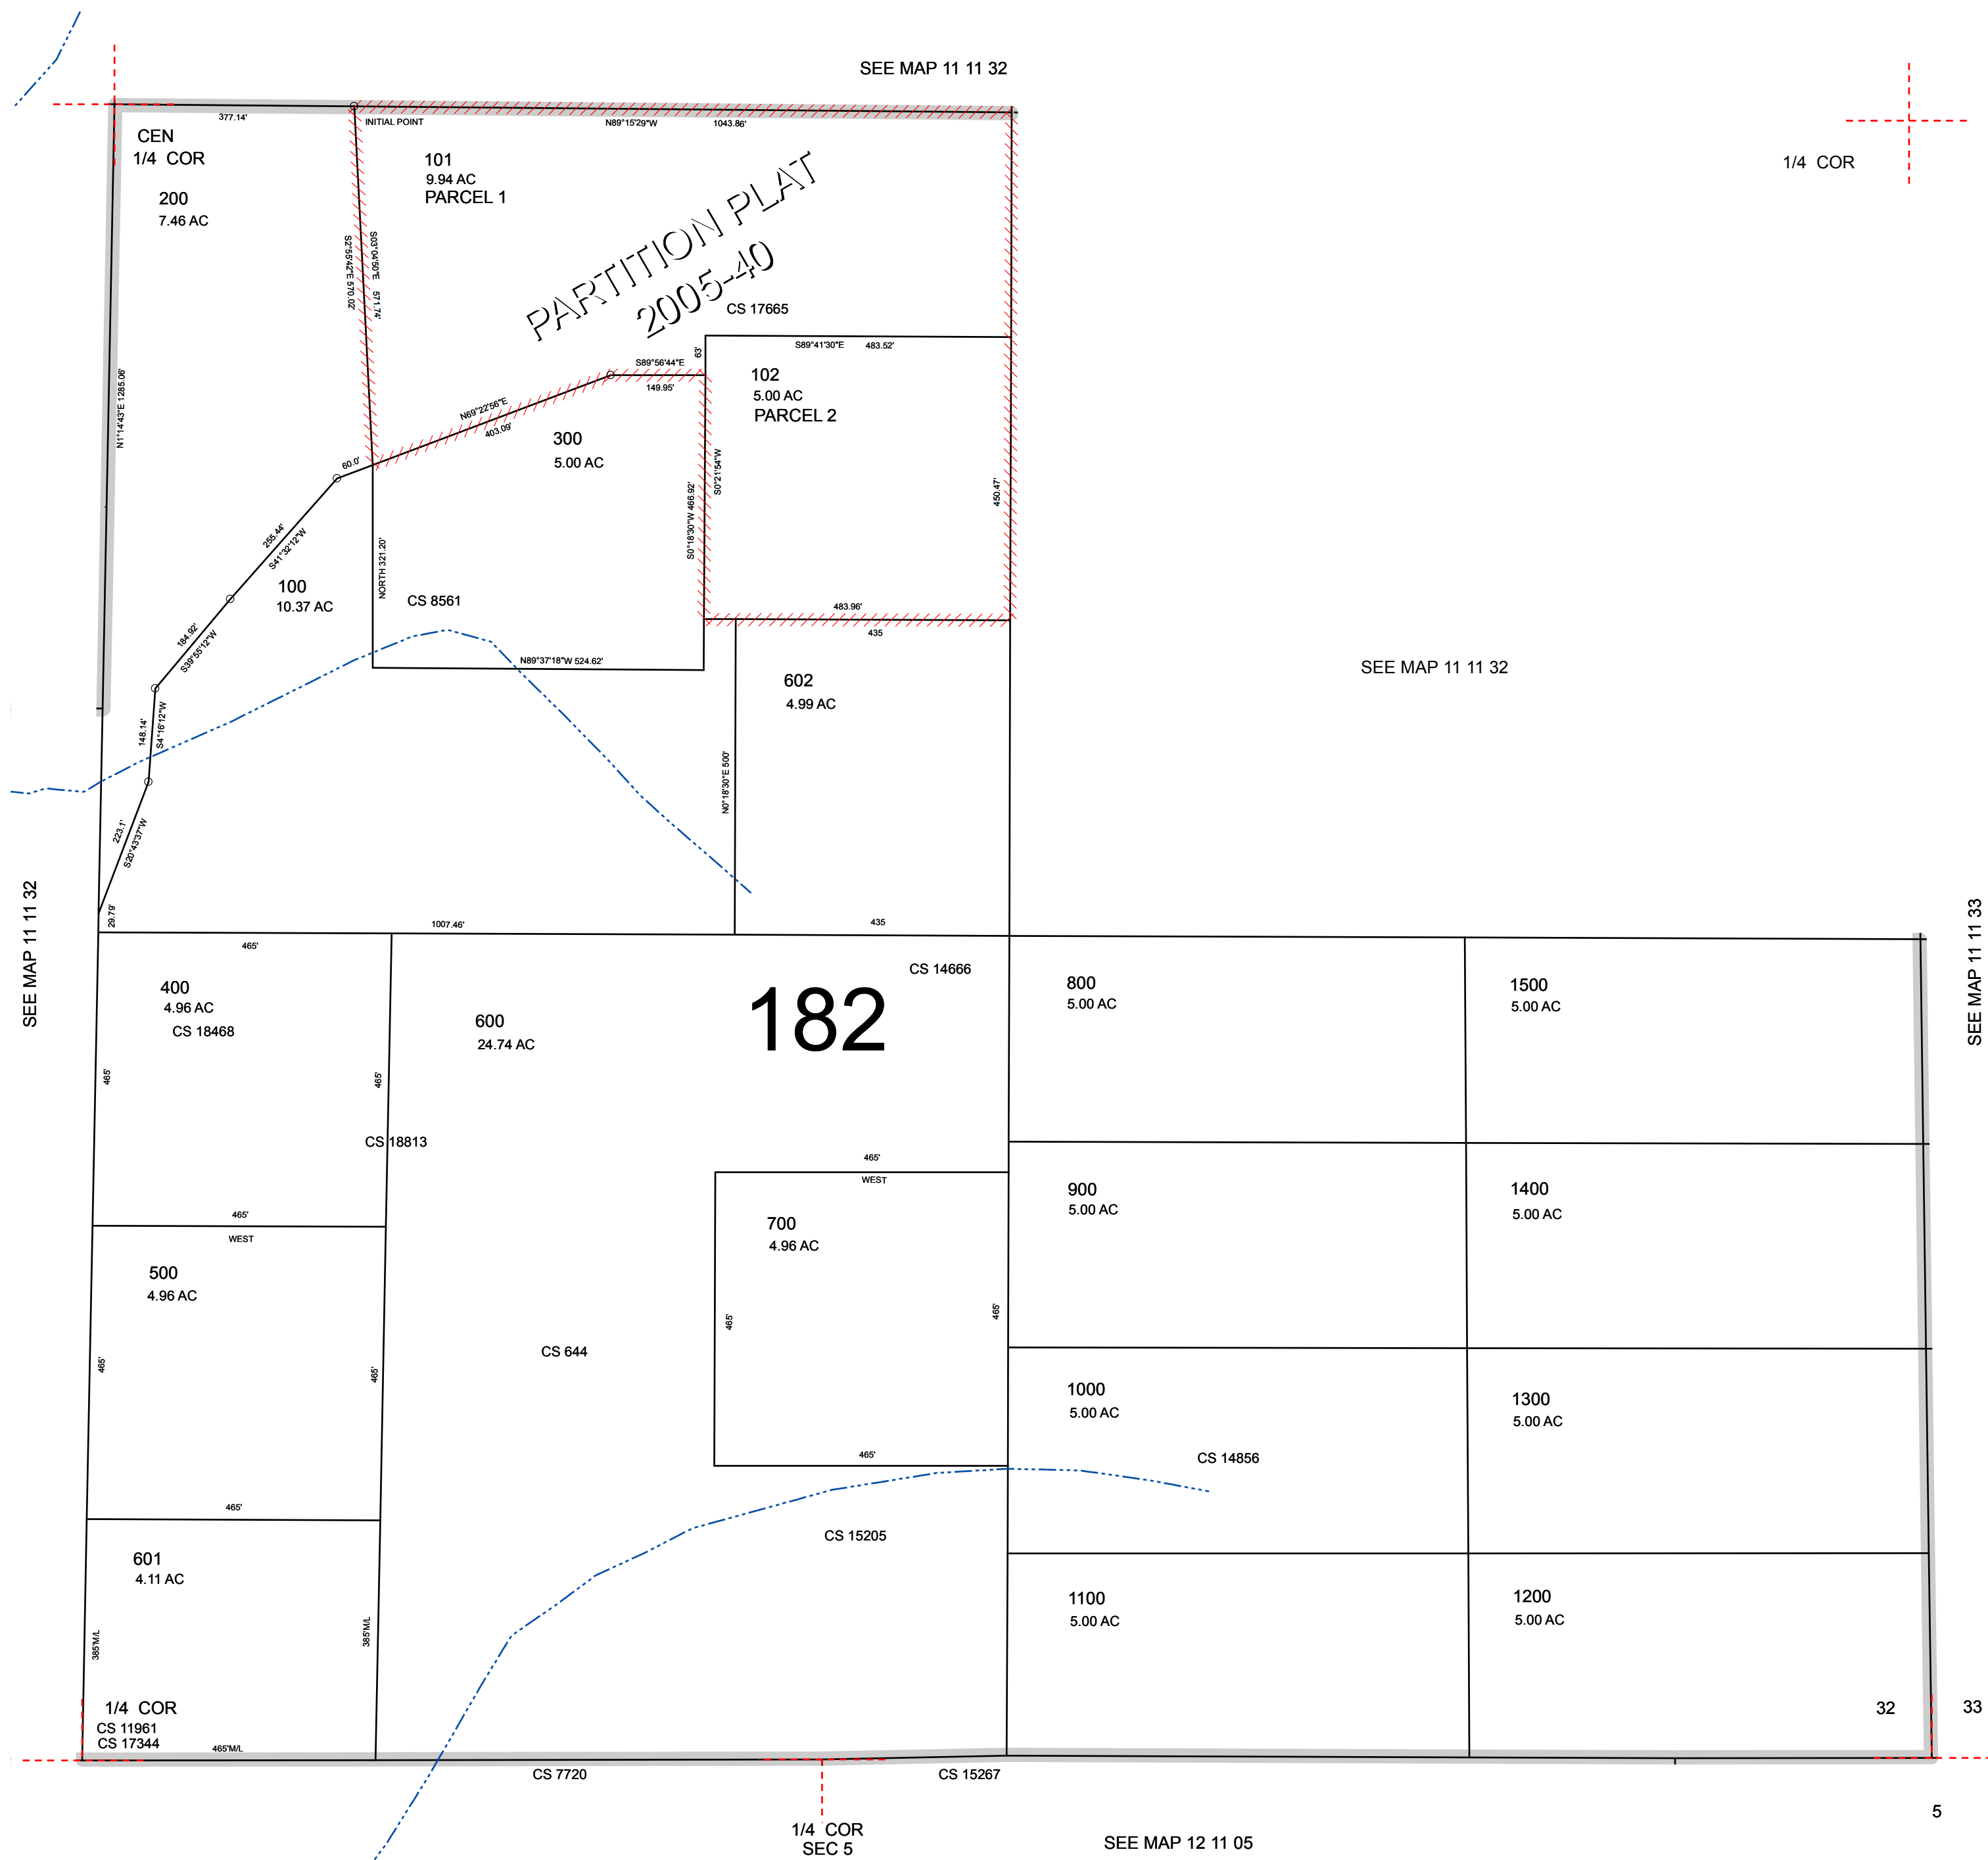 SEE MAP 11 11 32
377.14'
INITIAL POINT
N89°15'29"W
1043.86'
CEN
1/4 COR
1/4 COR
101
9.94 AC
PARCEL 1
200
7.46 AC
PARTITION PLAT
2005-40
S2°55'42"E 570.02'
S03°04'50"E 571.74'
CS 17665
S89°41'30"E
483.52'
63'
S89°56'44"E
149.95'
102
5.00 AC
PARCEL 2
N1°14'43"E 1285.06'
N69°22'56"E
403.09'
300
5.00 AC
60.0'
S0°21'54"W
S0°18'30"W 466.92'
450.47'
255.44'
S41°32'12"W
NORTH 321.20'
100
10.37 AC
CS 8561
483.96'
435
184.92'
S39°55'12"W
N89°37'18"W 524.62'
SEE MAP 11 11 32
602
4.99 AC
148.14'
S4°16'12"W
N0°18'30"E 500'
223.1'
S20°43'37"W
29.79'
1007.46'
435
SEE MAP 11 11 32
SEE MAP 11 11 33
465'
CS 14666
400
4.96 AC
CS 18468
600
24.74 AC
182
800
5.00 AC
1500
5.00 AC
465'
465'
CS 18813
465'
WEST
900
5.00 AC
1400
5.00 AC
465'
WEST
700
4.96 AC
500
4.96 AC
465'
465'
CS 644
465'
465'
1000
5.00 AC
1300
5.00 AC
465'
CS 14856
465'
CS 15205
601
4.11 AC
1100
5.00 AC
1200
5.00 AC
385'M/L
385'M/L
1/4 COR
CS 11961
CS 17344
465'M/L
32
33
CS 7720
CS 15267
5
1/4 COR
SEC 5
SEE MAP 12 11 05